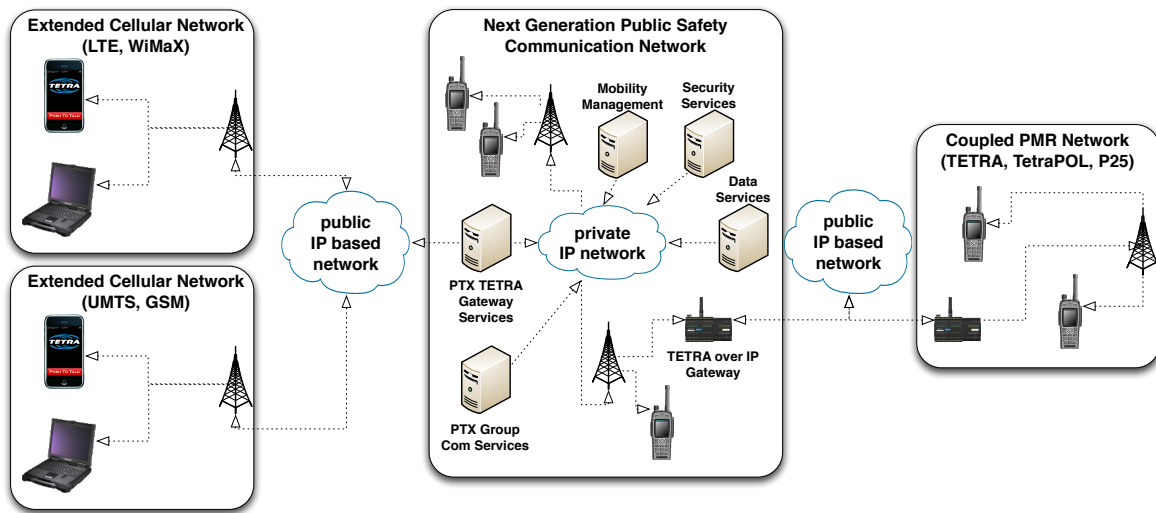 Extended Cellular Network
(LTE, WiMaX)
TETRA
PUSH TO TALK
Extended Cellular Network
(UMTS, GSM)
TETRA
PUSH TO TALK
public
IP based
network
Next Generation Public Safety
Communication Network
Mobility
Management
Security
Services
Data
Services
private
IP network
PTX TETRA
Gateway
Services
PTX Group
Com Services
TETRA over IP
Gateway
public
IP based
network
Coupled PMR Network
(TETRA, TetraPOL, P25)